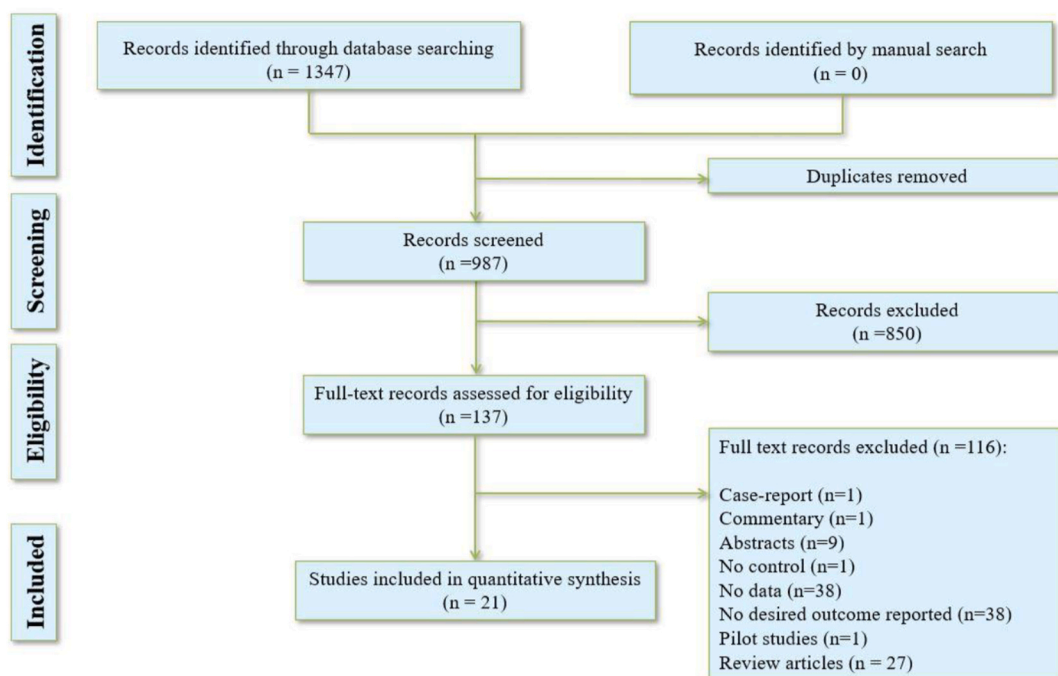 Identification
Records identified through database searching
(n = 1347)
Records identified by manual search
(n = 0)
Duplicates removed
Screening
Records screened
(n =987)
Records excluded
(n =850)
Eligibility
Full-text records assessed for eligibility
(n =137)
Full text records excluded (n =116):
Case-report (n=1)
Commentary (n=1)
Abstracts (n=9)
No control (n=1)
No data (n=38)
No desired outcome reported (n=38)
Pilot studies (n=1)
Review articles (n = 27)
Included
Studies included in quantitative synthesis
(n = 21)